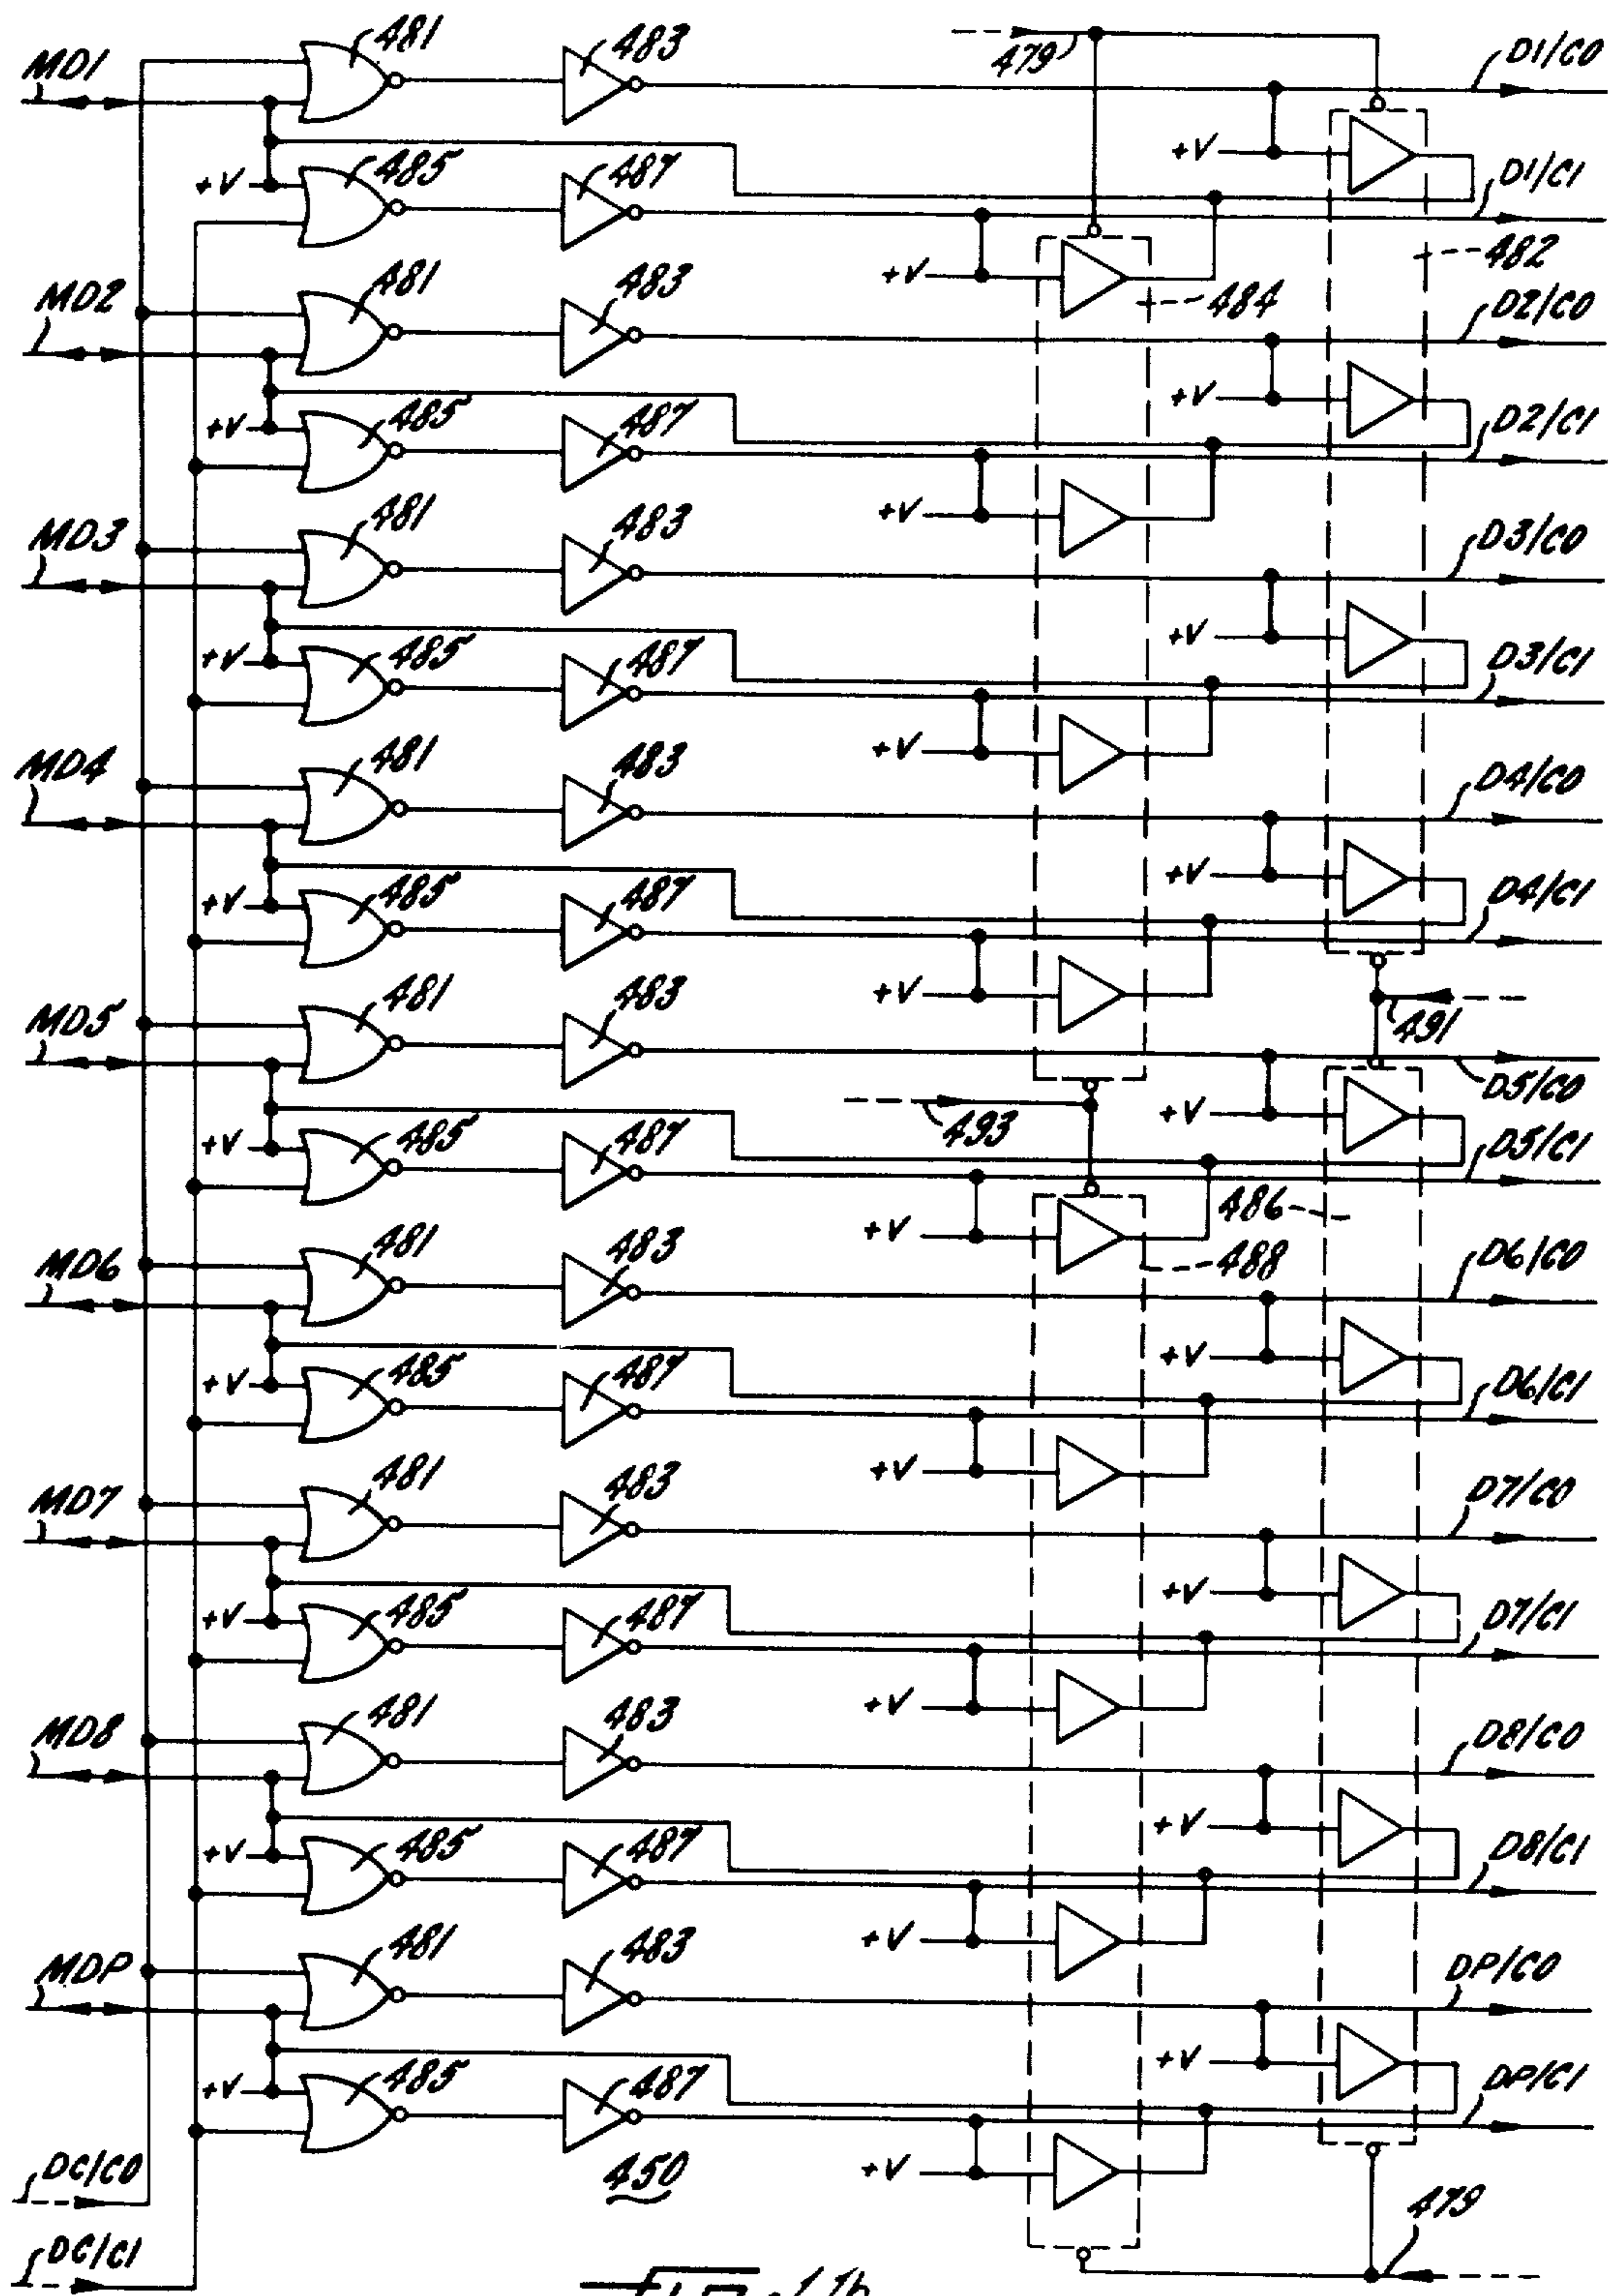 481
483
479
D1/C0
MD1
+V
+V
485
487
D1/C1
482
+V
484
MD2
481
483
D2/C0
+V
+V
485
487
D2/C1
+V
MD3
481
483
D3/C0
+V
+V
485
487
D3/C1
+V
MD4
481
483
D4/C0
+V
+V
485
487
D4/C1
+V
MD5
481
483
491
D5/C0
+V
493
+V
485
487
D5/C1
486
+V
488
MD6
481
483
D6/C0
+V
+V
485
487
D6/C1
+V
MD7
481
483
D7/C0
+V
+V
485
487
D7/C1
+V
MD8
481
483
D8/C0
+V
+V
485
487
D8/C1
+V
MDP
481
483
DP/C0
+V
+V
485
487
DP/C1
+V
DC/C0
450
479
DC/C1